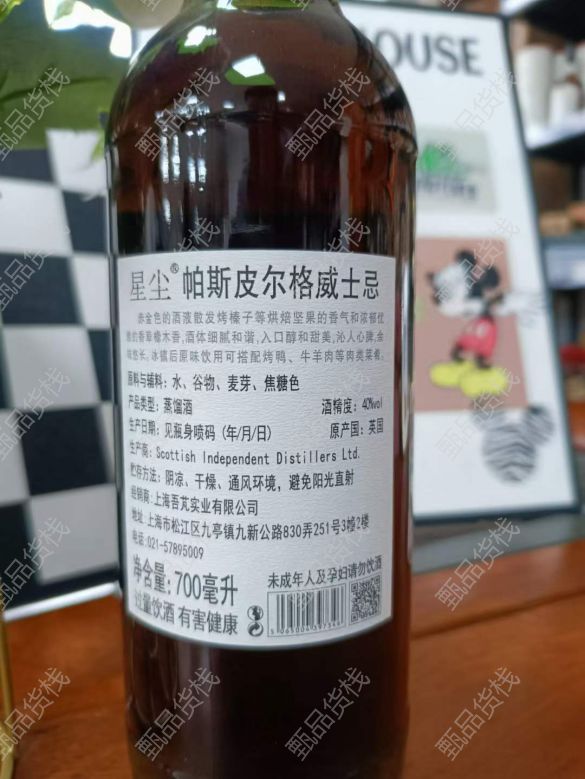 HOUSE
星尘® 帕斯皮尔格威士忌
赤金色的酒液散发烤榛子等烘焙坚果的香气和浓郁优
雅的香草橡木香,酒体细腻和谐,入口醇和甜美,沁人心脾,余
味悠长。冰镇后原味饮用可搭配烤鸭、牛羊肉等肉类菜肴。
原料与辅料: 水、谷物、麦芽、焦糖色
产品类型: 蒸馏酒 酒精度: 40%vol
生产日期: 见瓶身喷码 (年/月/日) 原产国: 英国
生产商: Scottish Independent Distillers Ltd.
贮存方法: 阴凉、干燥、通风环境, 避免阳光直射
经销商: 上海吾芃实业有限公司
地址: 上海市松江区九亭镇九新公路830弄251号3幢2楼
电话: 021-57895009
净含量: 700毫升
未成年人及孕妇请勿饮酒
过量饮酒 有害健康
甄品货栈